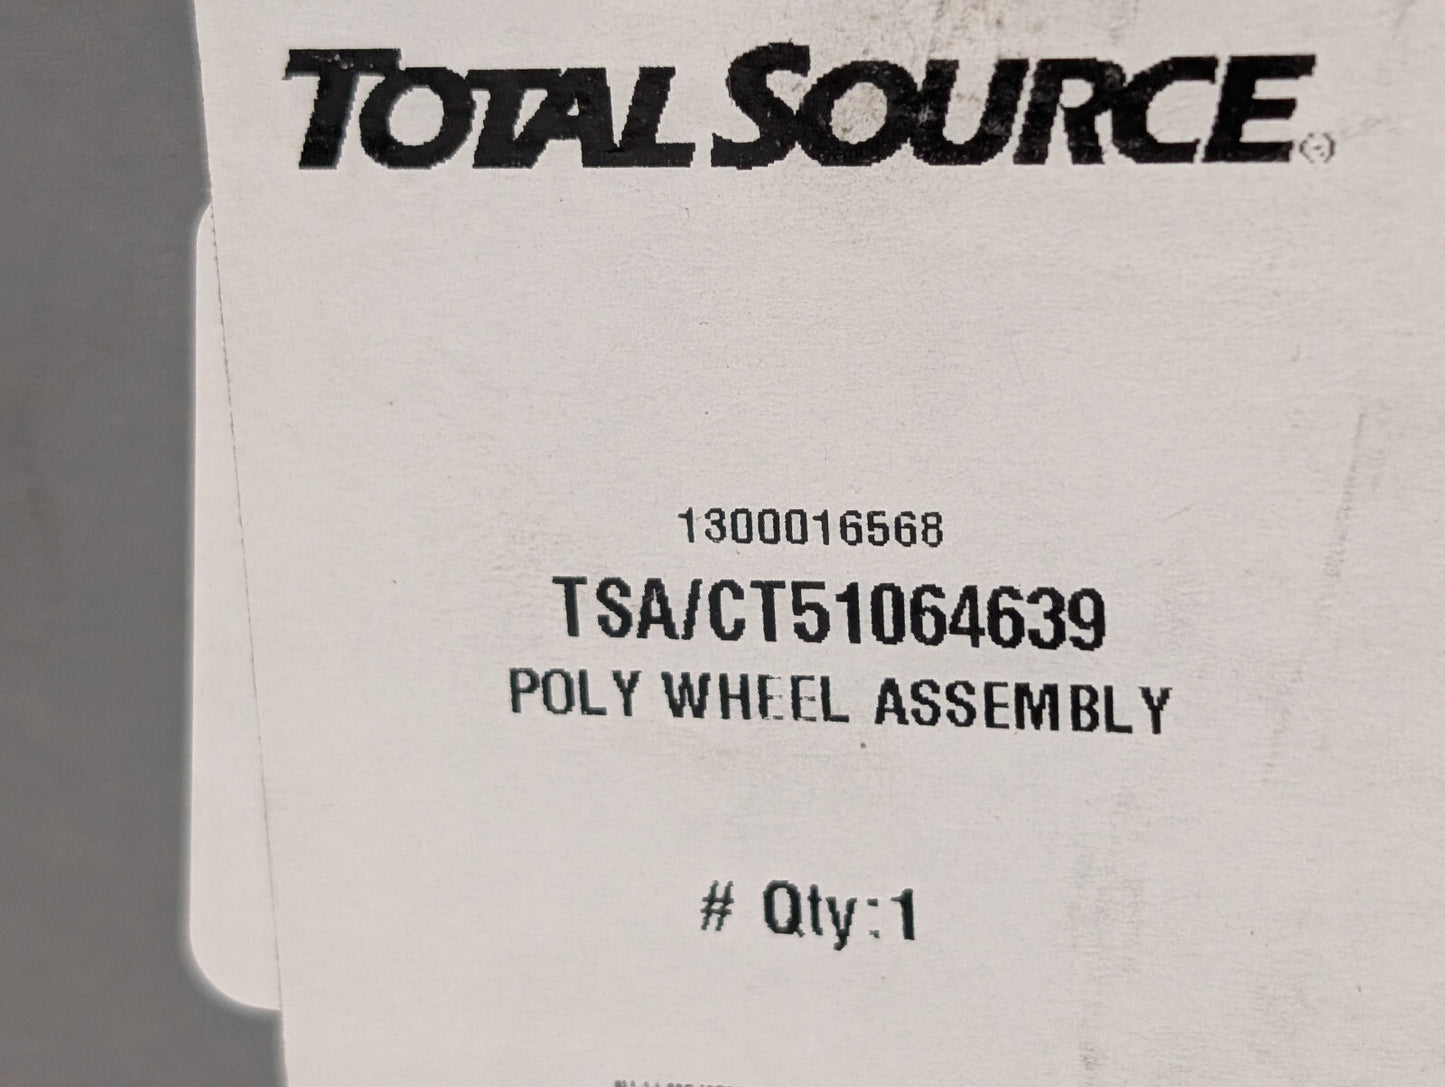 TOTAL SOURCE
1300016568
TSA/CT51064639
POLY WHEEL ASSEMBLY
# Qty:1